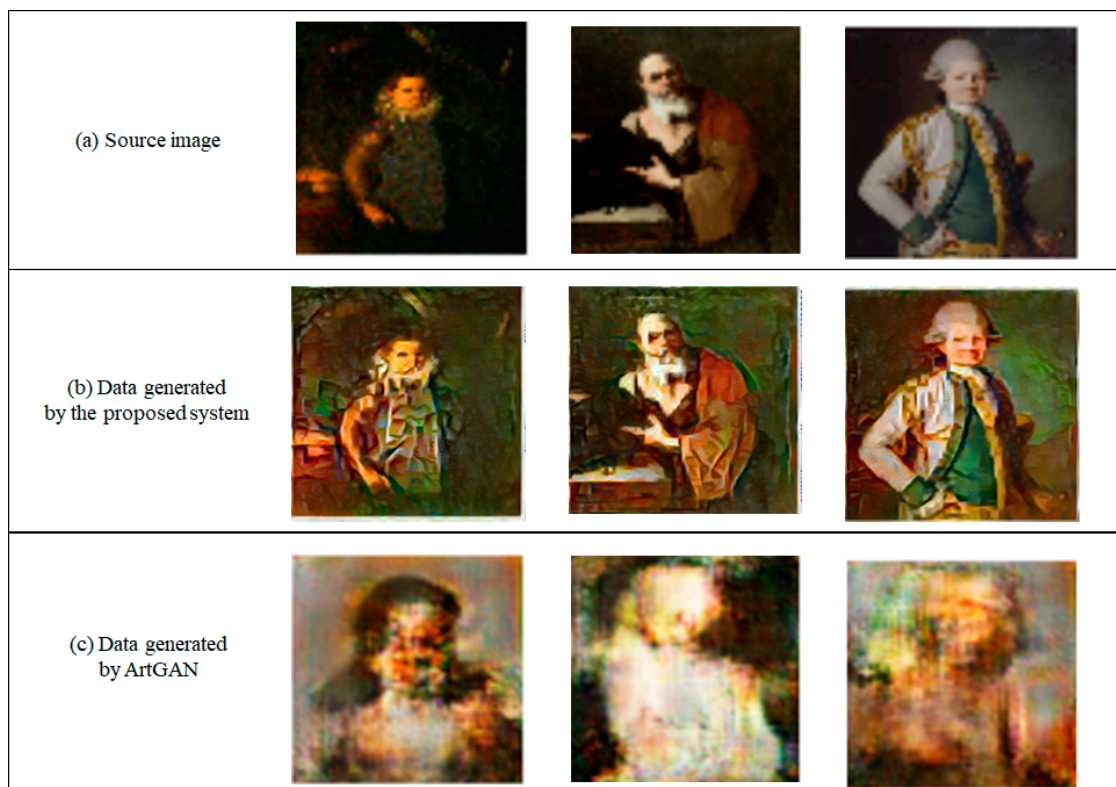 (a) Source image
(b) Data generated
by the proposed system
(c) Data generated
by ArtGAN